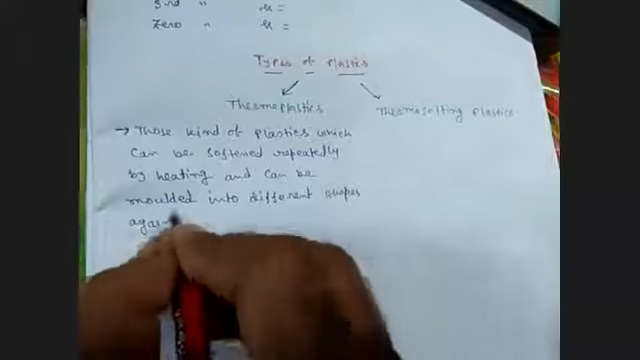 3rd " k =
Zero " k =
Types of Plastics
Thermoplastics
Thermosetting Plastics
→ Those kind of plastics which
can be softened repeatedly
by heating and can be
moulded into different shapes